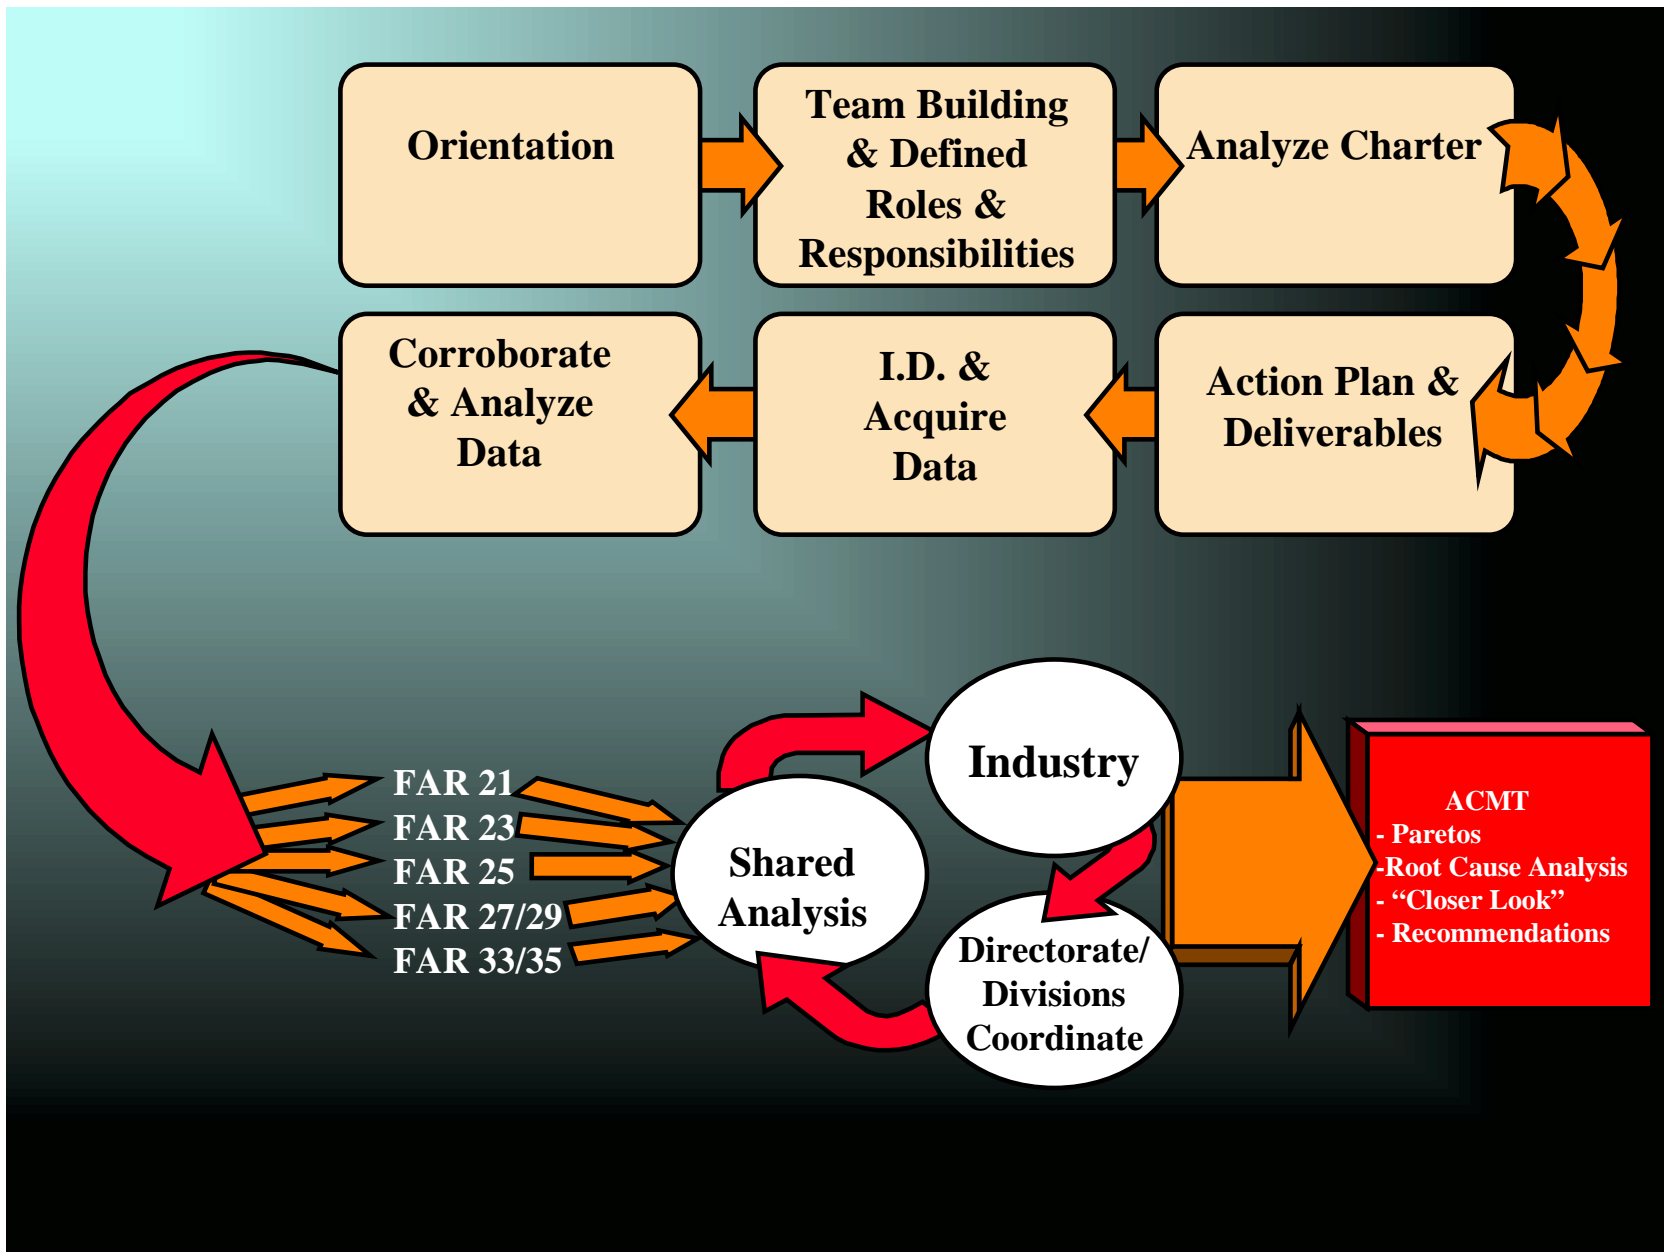 Orientation
Team Building
& Defined
Roles &
Responsibilities
Analyze Charter
Corroborate
& Analyze
Data
I.D. &
Acquire
Data
Action Plan &
Deliverables
FAR 21
FAR 23
FAR 25
FAR 27/29
FAR 33/35
Shared
Analysis
Industry
Directorate/
Divisions
Coordinate
ACMT
- Paretos
-Root Cause Analysis
- “Closer Look”
- Recommendations